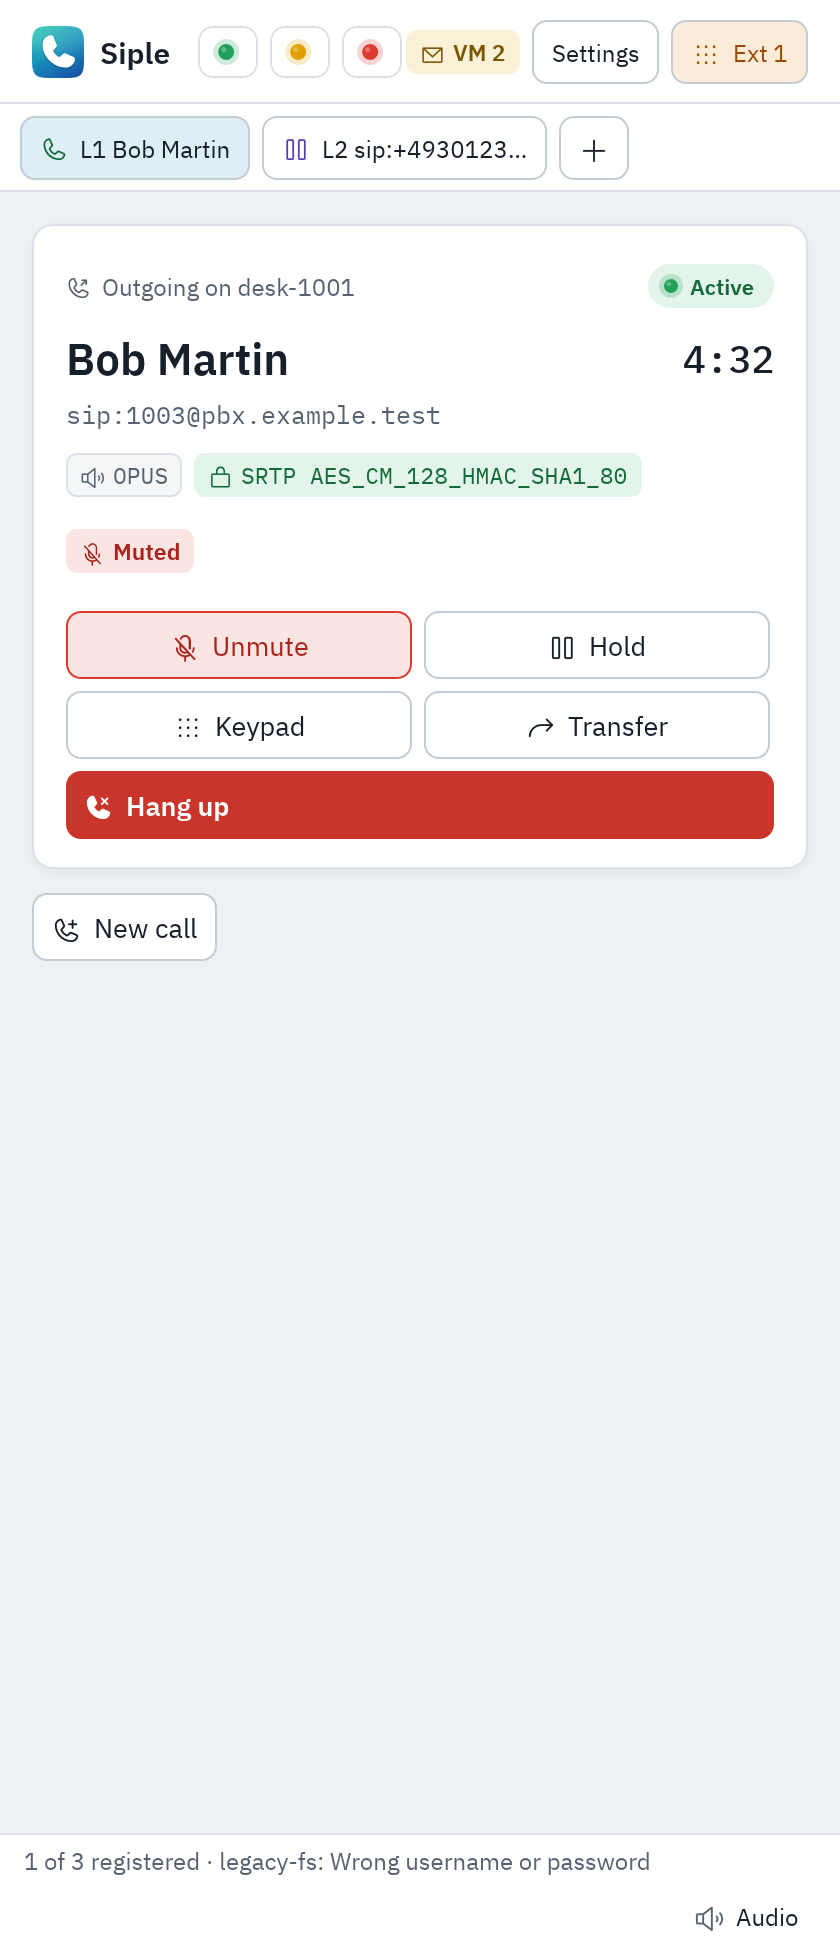 Siple
VM 2
Settings
Ext 1
L1 Bob Martin
L2 sip:+4930123...
Outgoing on desk-1001
Active
Bob Martin
4:32
sip:1003@pbx.example.test
OPUS
SRTP AES_CM_128_HMAC_SHA1_80
Muted
Unmute
Hold
Keypad
Transfer
Hang up
New call
1 of 3 registered · legacy-fs: Wrong username or password
Audio